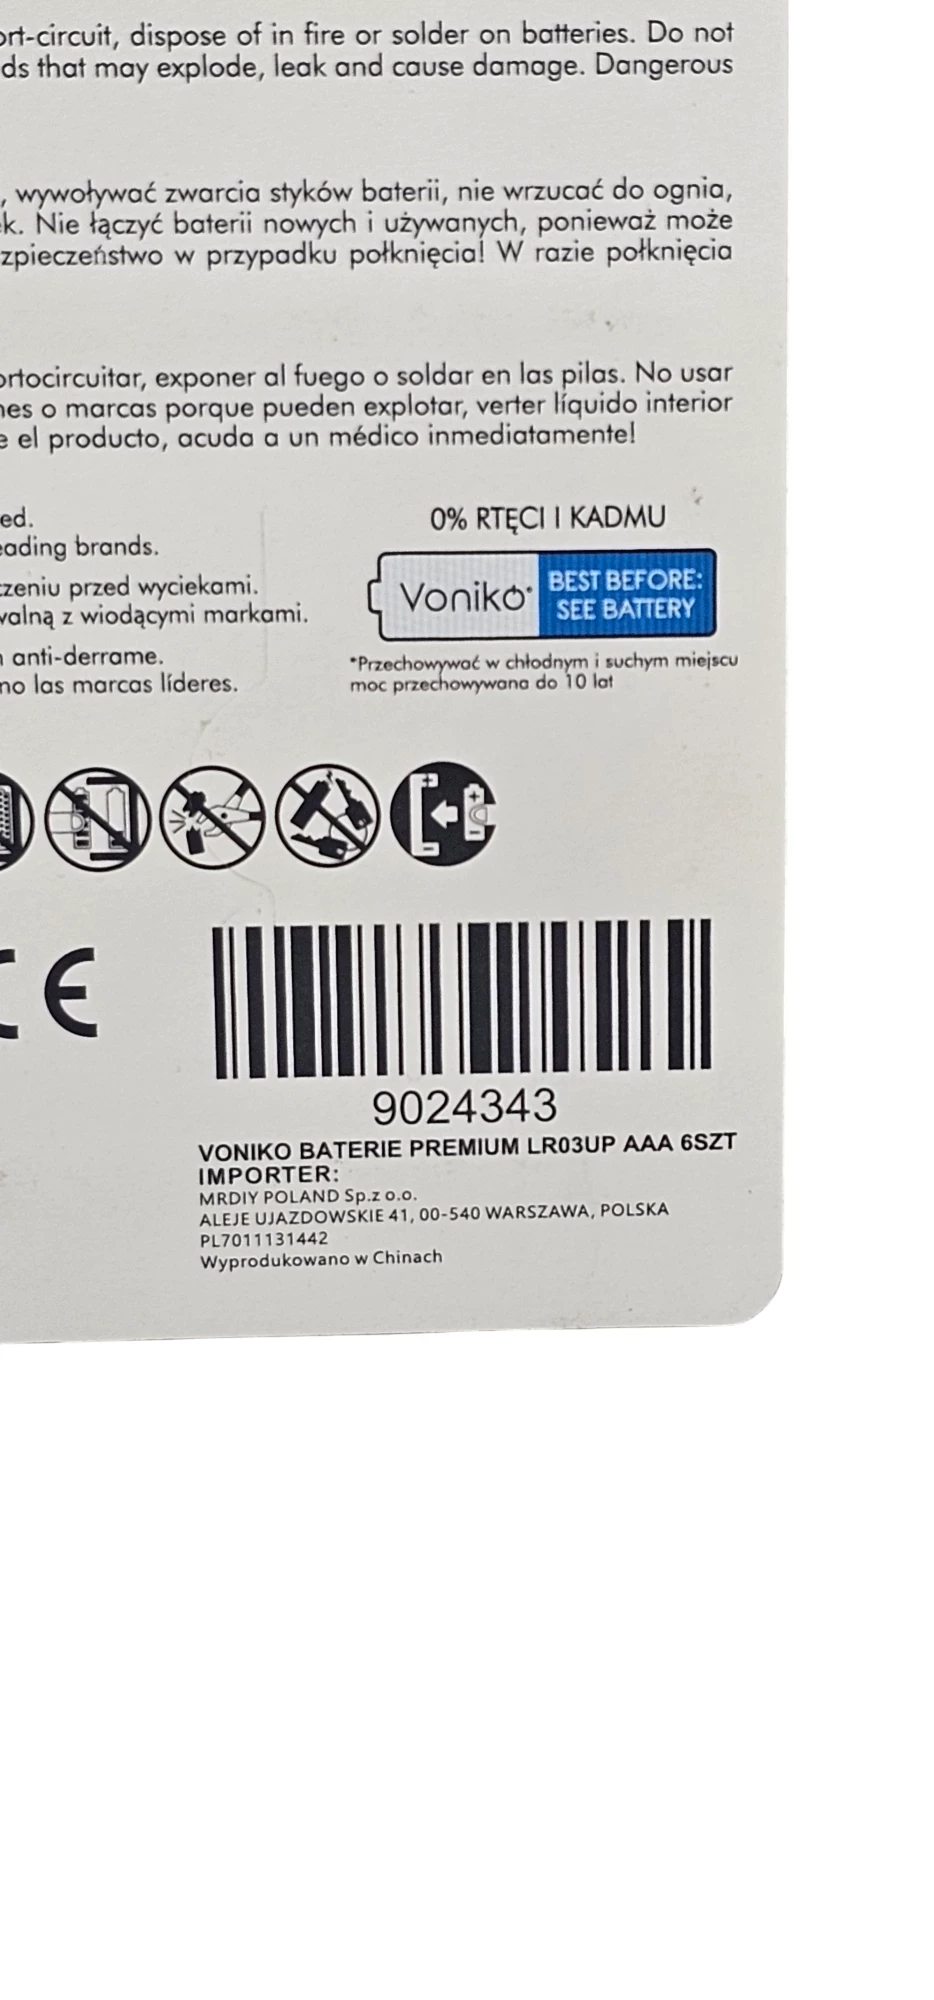 ort-circuit, dispose of in fire or solder on batteries. Do not
ds that may explode, leak and cause damage. Dangerous
, wywoływać zwarcia styków baterii, nie wrzucać do ognia,
ek. Nie łączyć baterii nowych i używanych, ponieważ może
zpieczeństwo w przypadku połknięcia! W razie połknięcia
ortocircuitar, exponer al fuego o soldar en las pilas. No usar
nes o marcas porque pueden explotar, verter líquido interior
e el producto, acuda a un médico inmediatamente!
ed.
eading brands.
czeniu przed wyciekami.
walną z wiodącymi markami.
n anti-derrame.
mo las marcas líderes.
0% RTĘCI I KADMU
Voniko
BEST BEFORE:
SEE BATTERY
*Przechowywać w chłodnym i suchym miejscu
moc przechowywana do 10 lat
CE
9024343
VONIKO BATERIE PREMIUM LR03UP AAA 6SZT
IMPORTER:
MRDIY POLAND Sp.z o.o.
ALEJE UJAZDOWSKIE 41, 00-540 WARSZAWA, POLSKA
PL7011131442
Wyprodukowano w Chinach